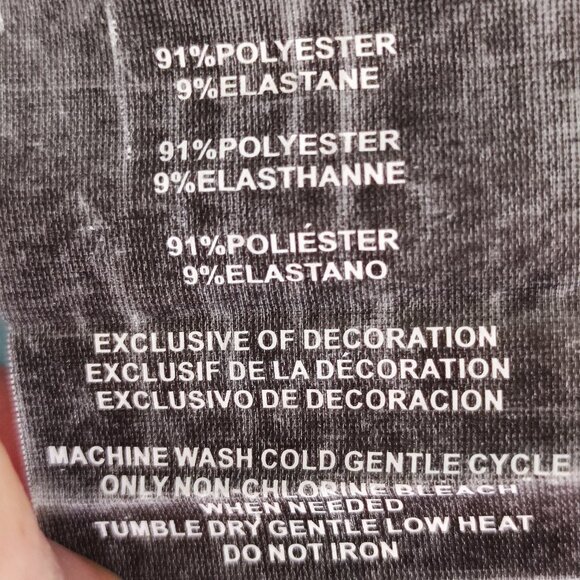 91%POLYESTER
9%ELASTANE
91%POLYESTER
9%ELASTHANNE
91%POLIÉSTER
9%ELASTANO
EXCLUSIVE OF DECORATION
EXCLUSIF DE LA DÉCORATION
EXCLUSIVO DE DECORACION
MACHINE WASH COLD GENTLE CYCLE
ONLY NON-CHLORINE BLEACH
WHEN NEEDED
TUMBLE DRY GENTLE LOW HEAT
DO NOT IRON